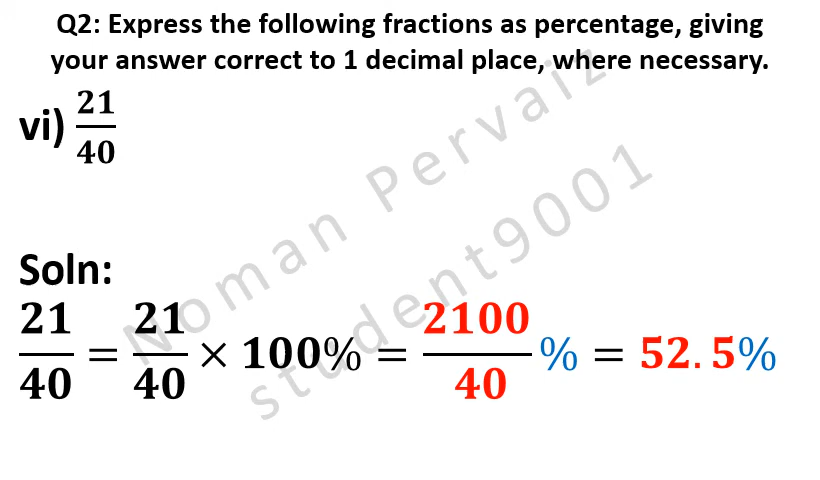 Q2: Express the following fractions as percentage, giving
your answer correct to 1 decimal place, where necessary.
vi) 21/40
Soln:
21/40 = 21/40 × 100% = 2100/40 % = 52.5%
Noman Pervaiz
student9001